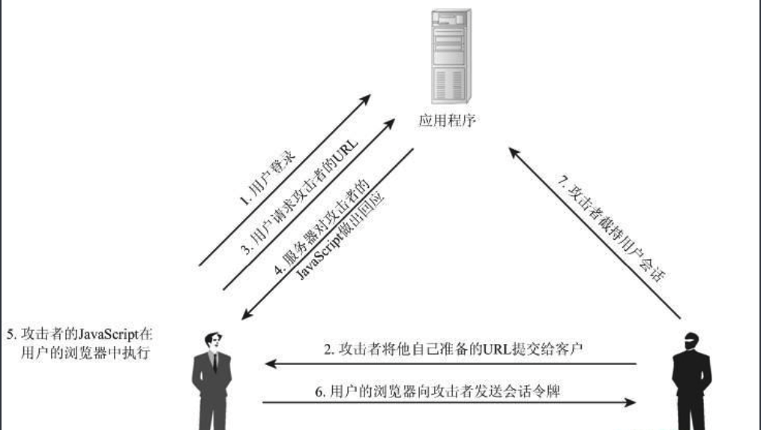 应用程序
1. 用户登录
3. 用户请求攻击者的URL
4. 服务器对攻击者的
JavaScript做出回应
7. 攻击者截持用户会话
5. 攻击者的JavaScript在
用户的浏览器中执行
2. 攻击者将他自己准备的URL提交给客户
6. 用户的浏览器向攻击者发送会话令牌